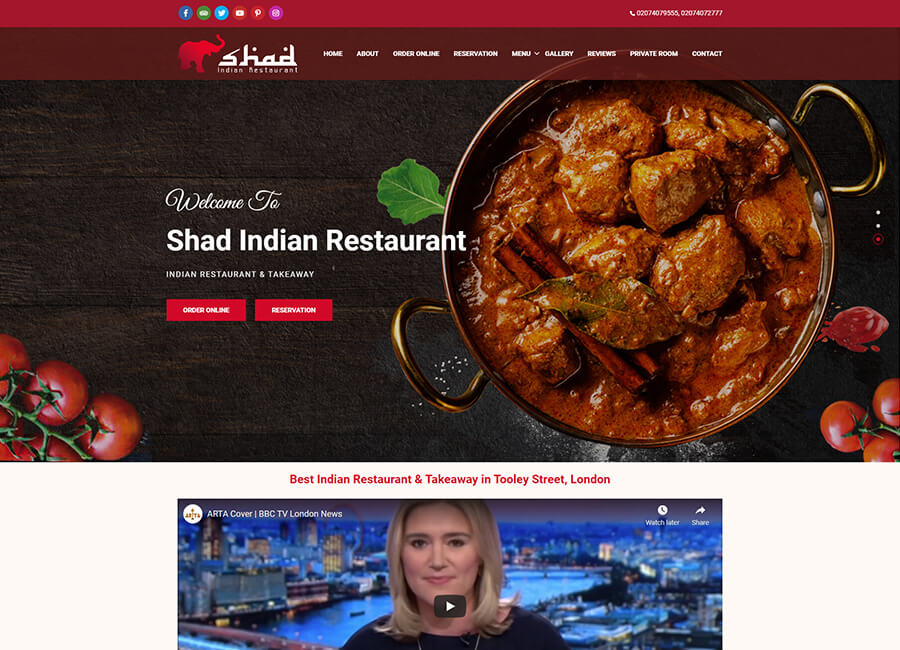 02074079555, 02074072777
Shad
Indian Restaurant
HOME ABOUT ORDER ONLINE RESERVATION MENU GALLERY REVIEWS PRIVATE ROOM CONTACT
Welcome To
Shad Indian Restaurant
INDIAN RESTAURANT & TAKEAWAY
ORDER ONLINE RESERVATION
Best Indian Restaurant & Takeaway in Tooley Street, London
ARTA
ARTA Cover | BBC TV London News
Watch later Share